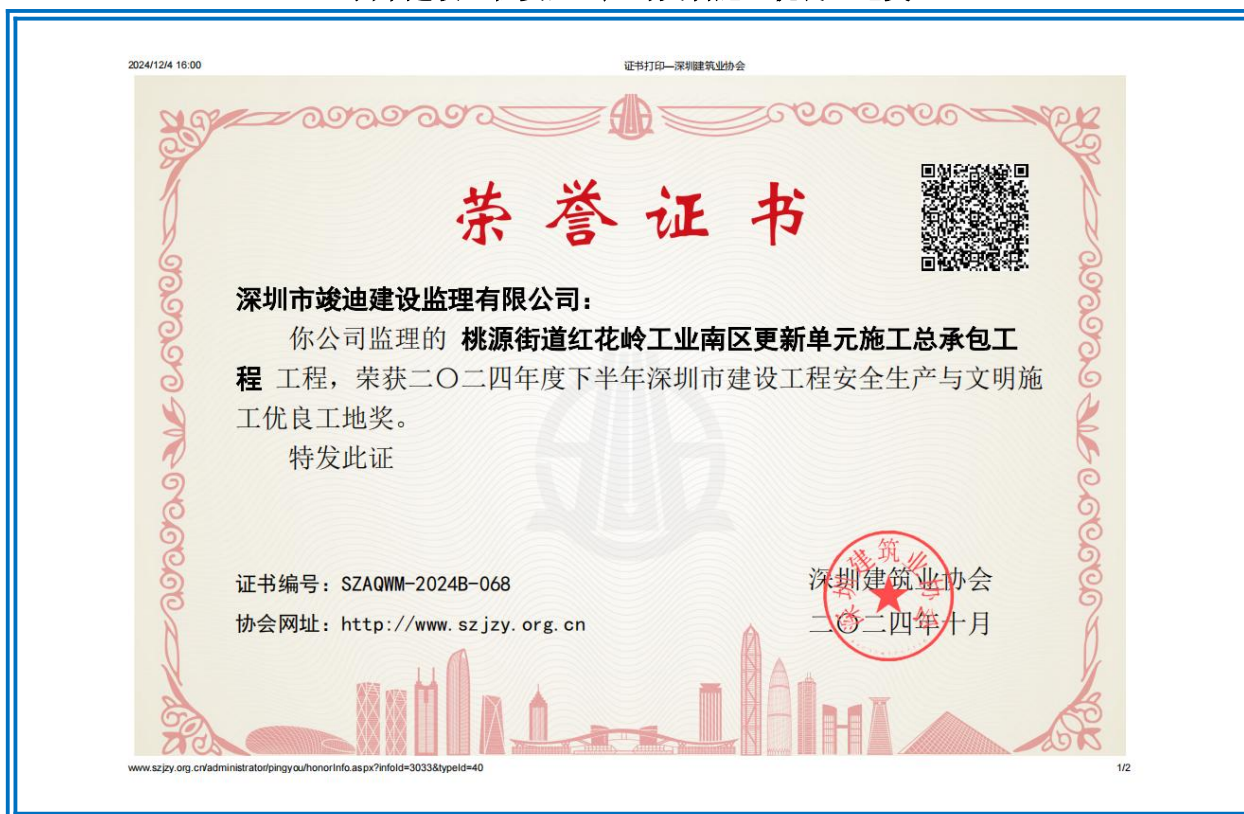 2024/12/4 16:00
证书打印—深圳建筑业协会
荣誉证书
深圳市竣迪建设监理有限公司：
你公司监理的 桃源街道红花岭工业南区更新单元施工总承包工
程 工程，荣获二〇二四年度下半年深圳市建设工程安全生产与文明施
工优良工地奖。
特发此证
证书编号：SZAQWM-2024B-068
协会网址：http://www.szjzy.org.cn
深圳建筑业协会
二〇二四年十月
深圳建筑业协会
www.szjzy.org.cn/administrator/pingyou/honorInfo.aspx?infoId=3033&typeId=40
1/2